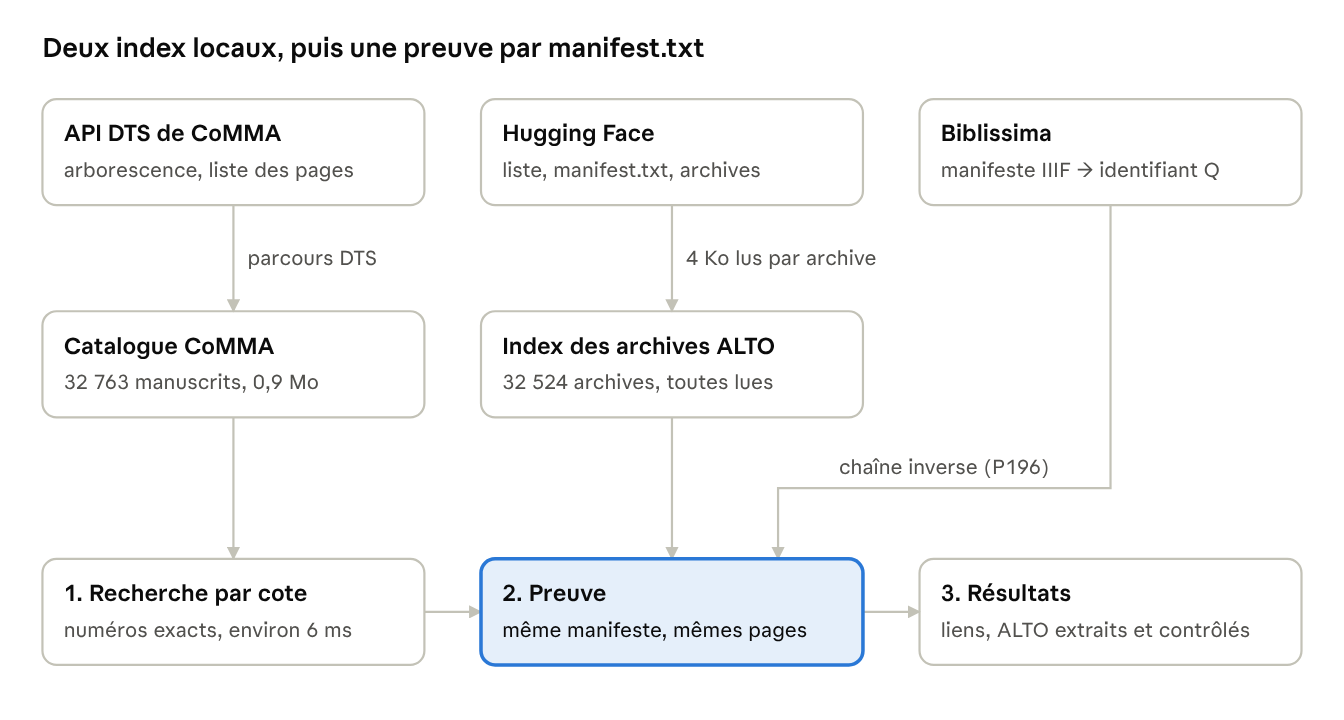 Deux index locaux, puis une preuve par manifest.txt
API DTS de CoMMA
arborescence, liste des pages
Hugging Face
liste, manifest.txt, archives
Biblissima
manifeste IIIF → identifiant Q
parcours DTS
4 Ko lus par archive
Catalogue CoMMA
32 763 manuscrits, 0,9 Mo
Index des archives ALTO
32 524 archives, toutes lues
chaîne inverse (P196)
1. Recherche par cote
numéros exacts, environ 6 ms
2. Preuve
même manifeste, mêmes pages
3. Résultats
liens, ALTO extraits et contrôlés